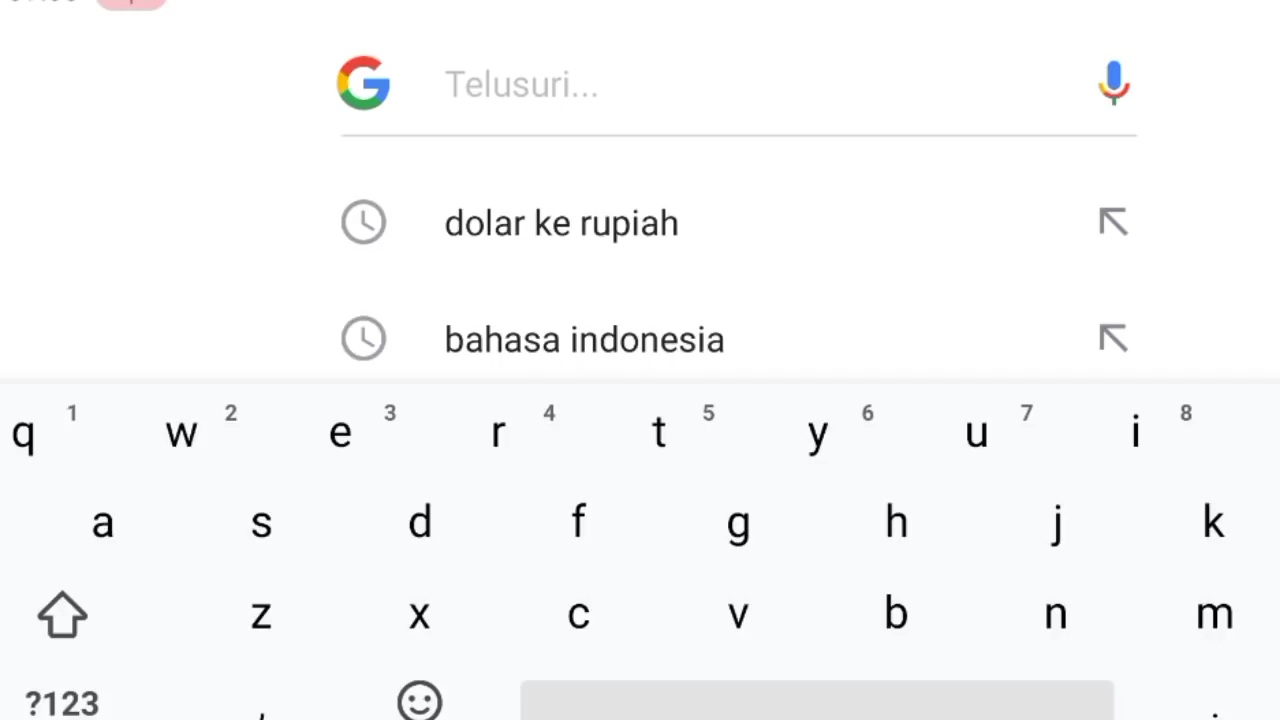 Telusuri...
dolar ke rupiah
bahasa indonesia
1 2 3 4 5 6 7 8
q w e r t y u i
a s d f g h j k
z x c v b n m
?123 , .